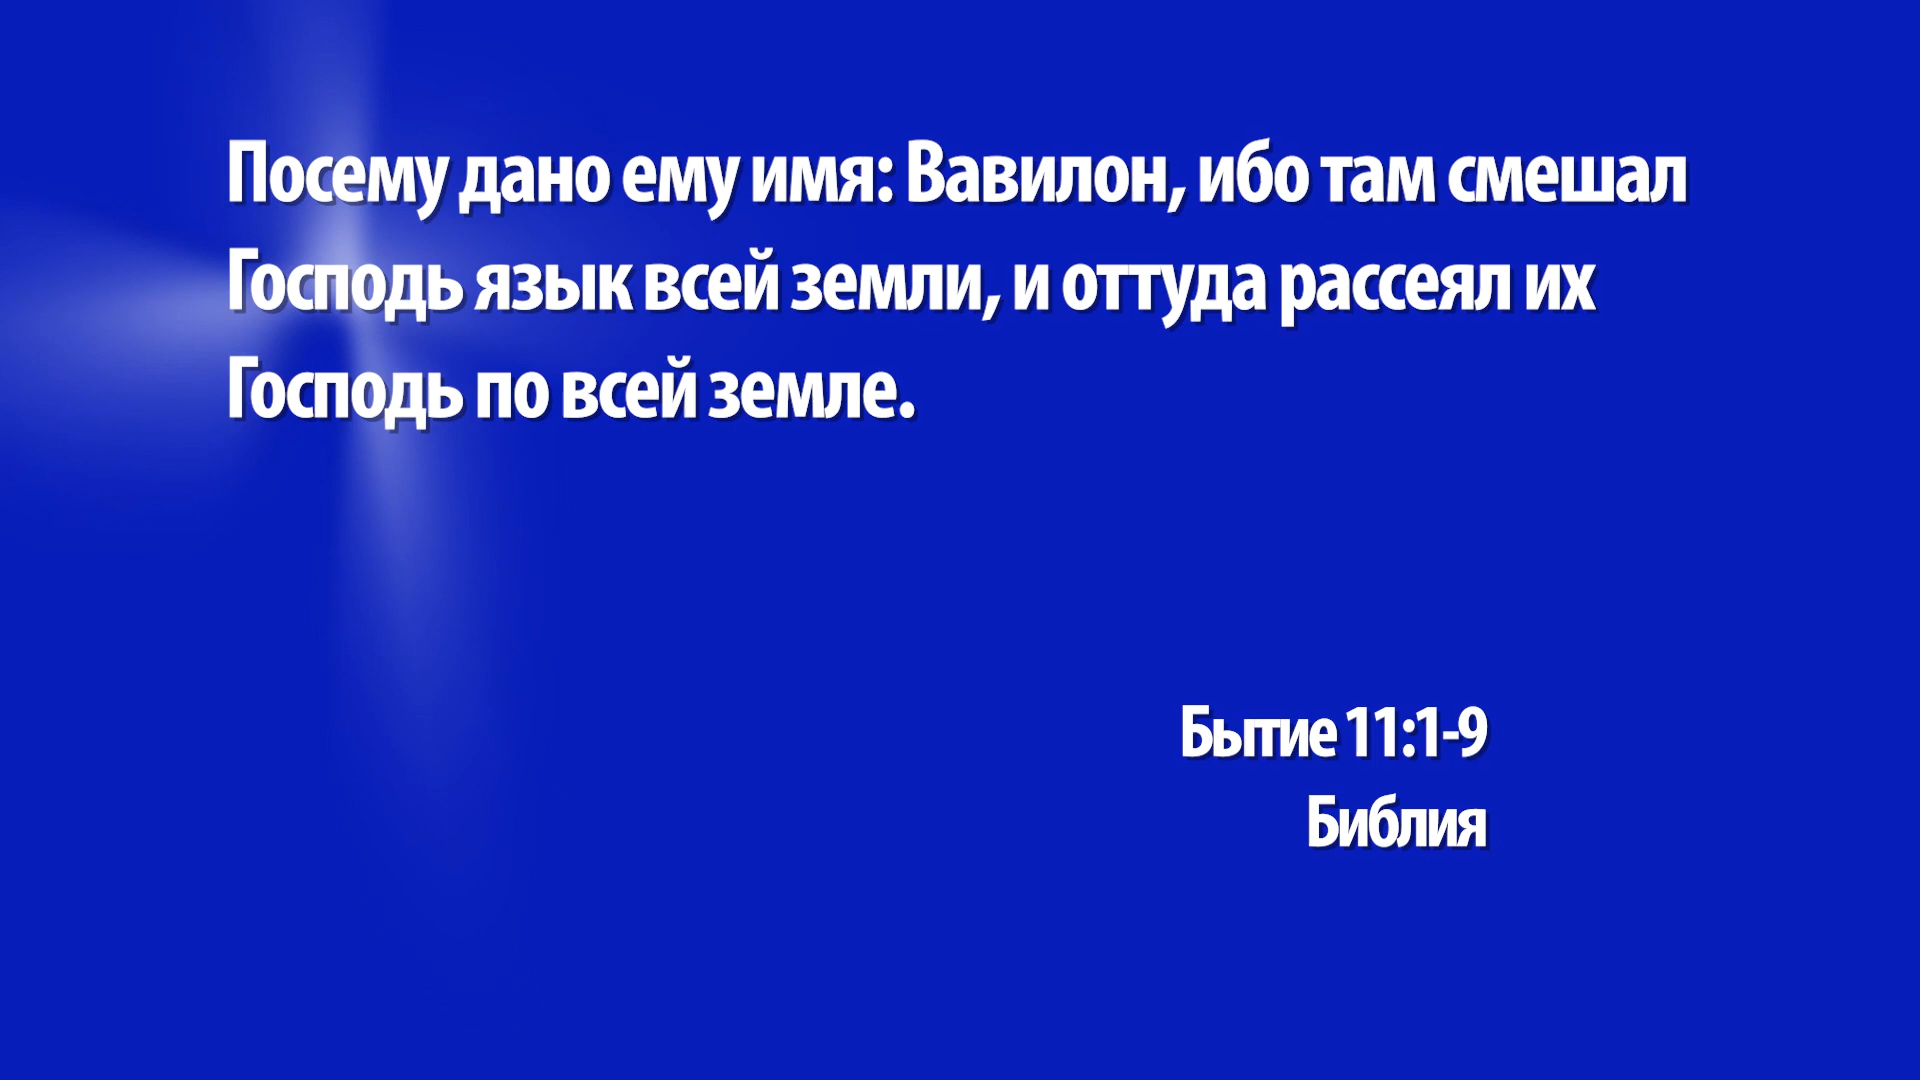 Посему дано ему имя: Вавилон, ибо там смешал
Господь язык всей земли, и оттуда рассеял их
Господь по всей земле.
Бытие 11:1-9
Библия